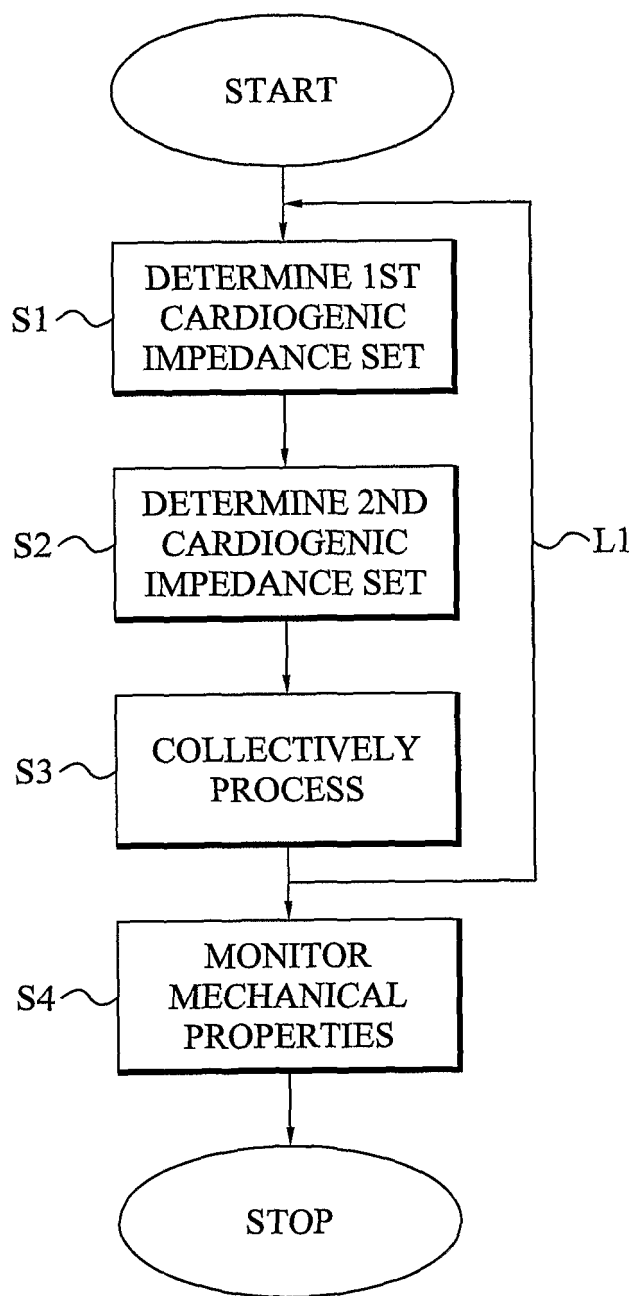 START
S1
DETERMINE 1ST
CARDIOGENIC
IMPEDANCE SET
S2
DETERMINE 2ND
CARDIOGENIC
IMPEDANCE SET
L1
S3
COLLECTIVELY
PROCESS
S4
MONITOR
MECHANICAL
PROPERTIES
STOP